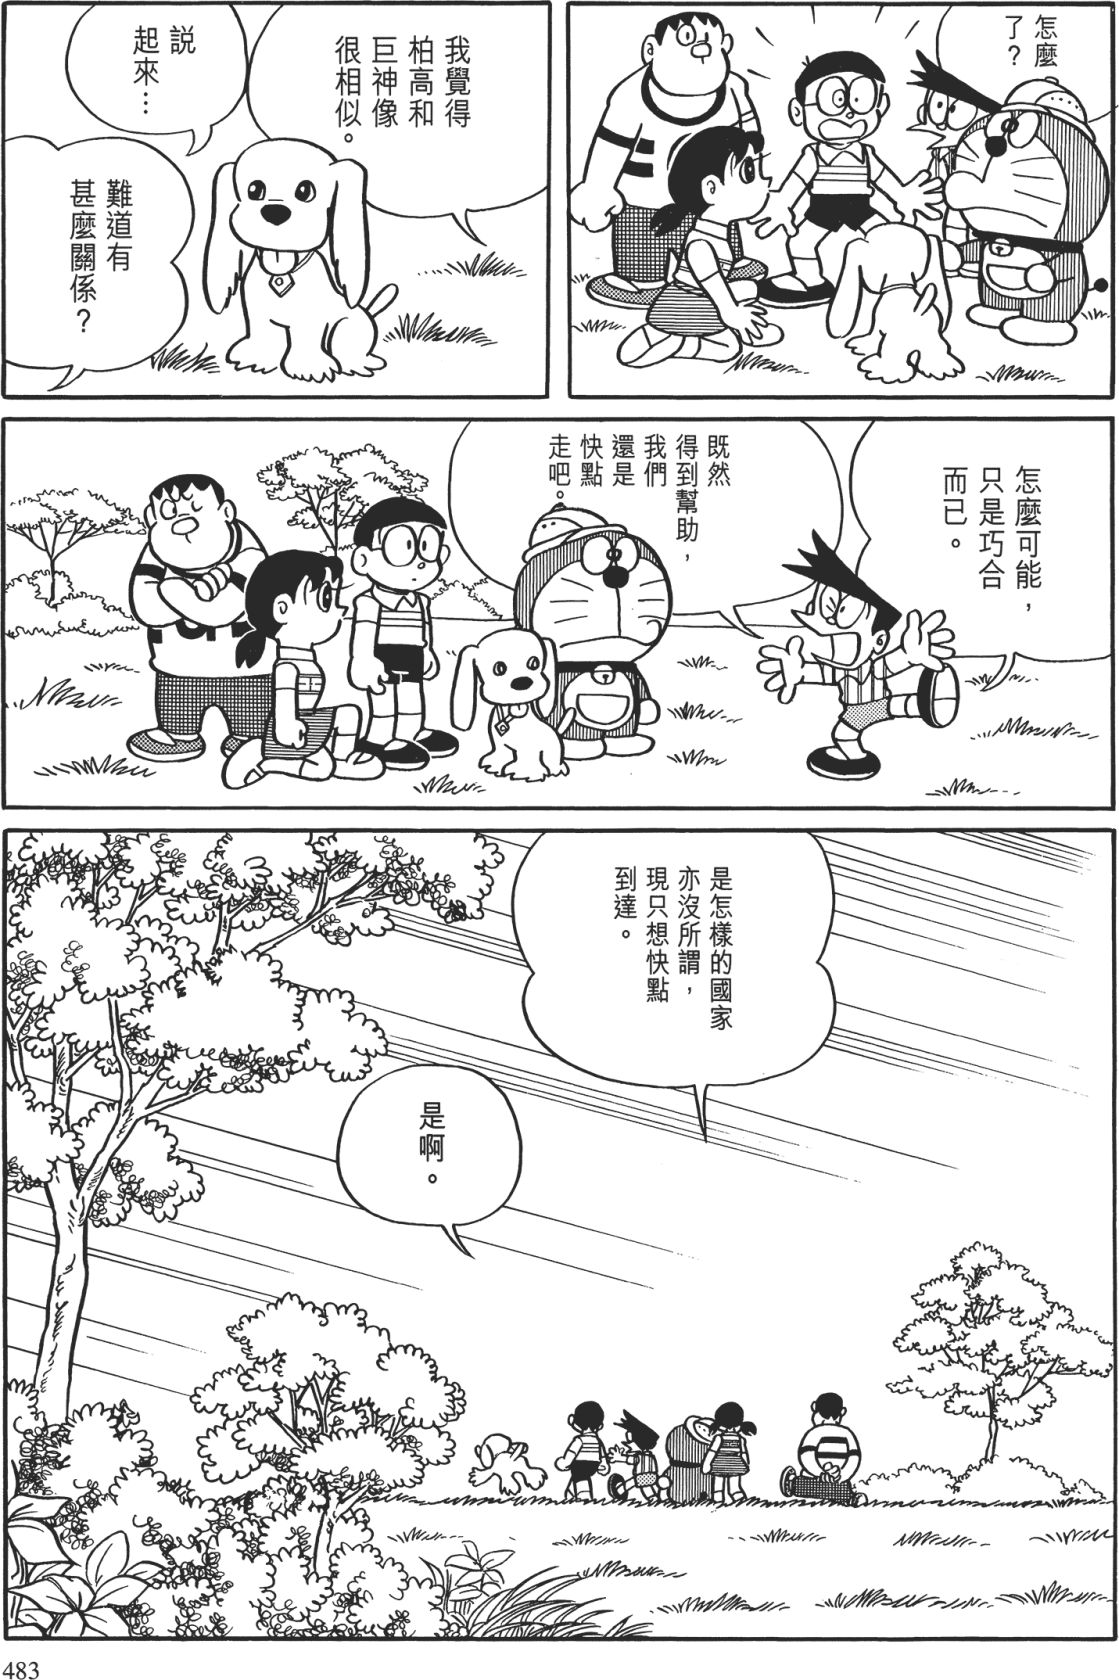 怎麼
了？
我覺得
柏高和
巨神像
很相似。
說
起來…
難道有
甚麼關係？
怎麼可能，
只是巧合
而已。
既然
得到幫助，
我們
還是
快點
走吧。
是怎樣的國家
亦沒所謂，
現只想快點
到達。
是啊。
483